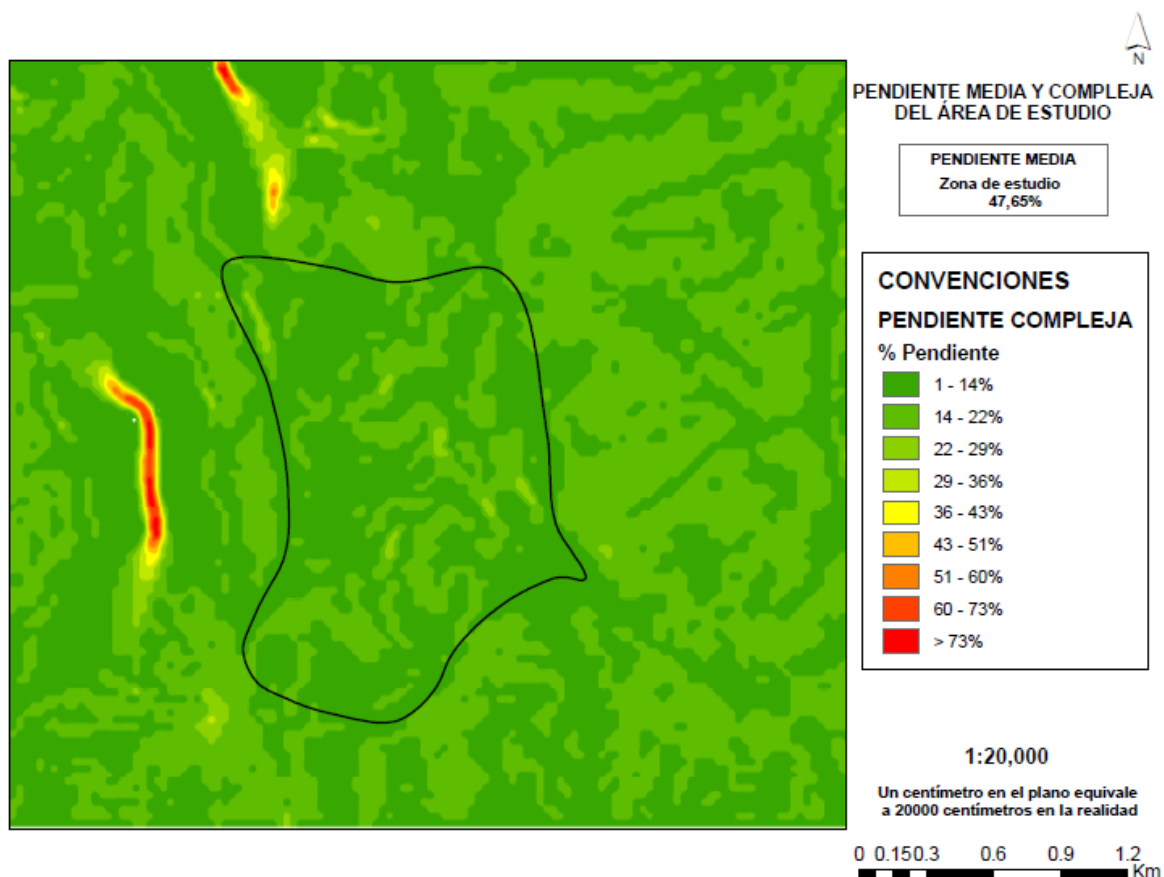 N
PENDIENTE MEDIA Y COMPLEJA
DEL ÁREA DE ESTUDIO
PENDIENTE MEDIA
Zona de estudio
47,65%
CONVENCIONES
PENDIENTE COMPLEJA
% Pendiente
1 - 14%
14 - 22%
22 - 29%
29 - 36%
36 - 43%
43 - 51%
51 - 60%
60 - 73%
> 73%
1:20,000
Un centímetro en el plano equivale
a 20000 centímetros en la realidad
0 0.150.3 0.6 0.9 1.2
Km